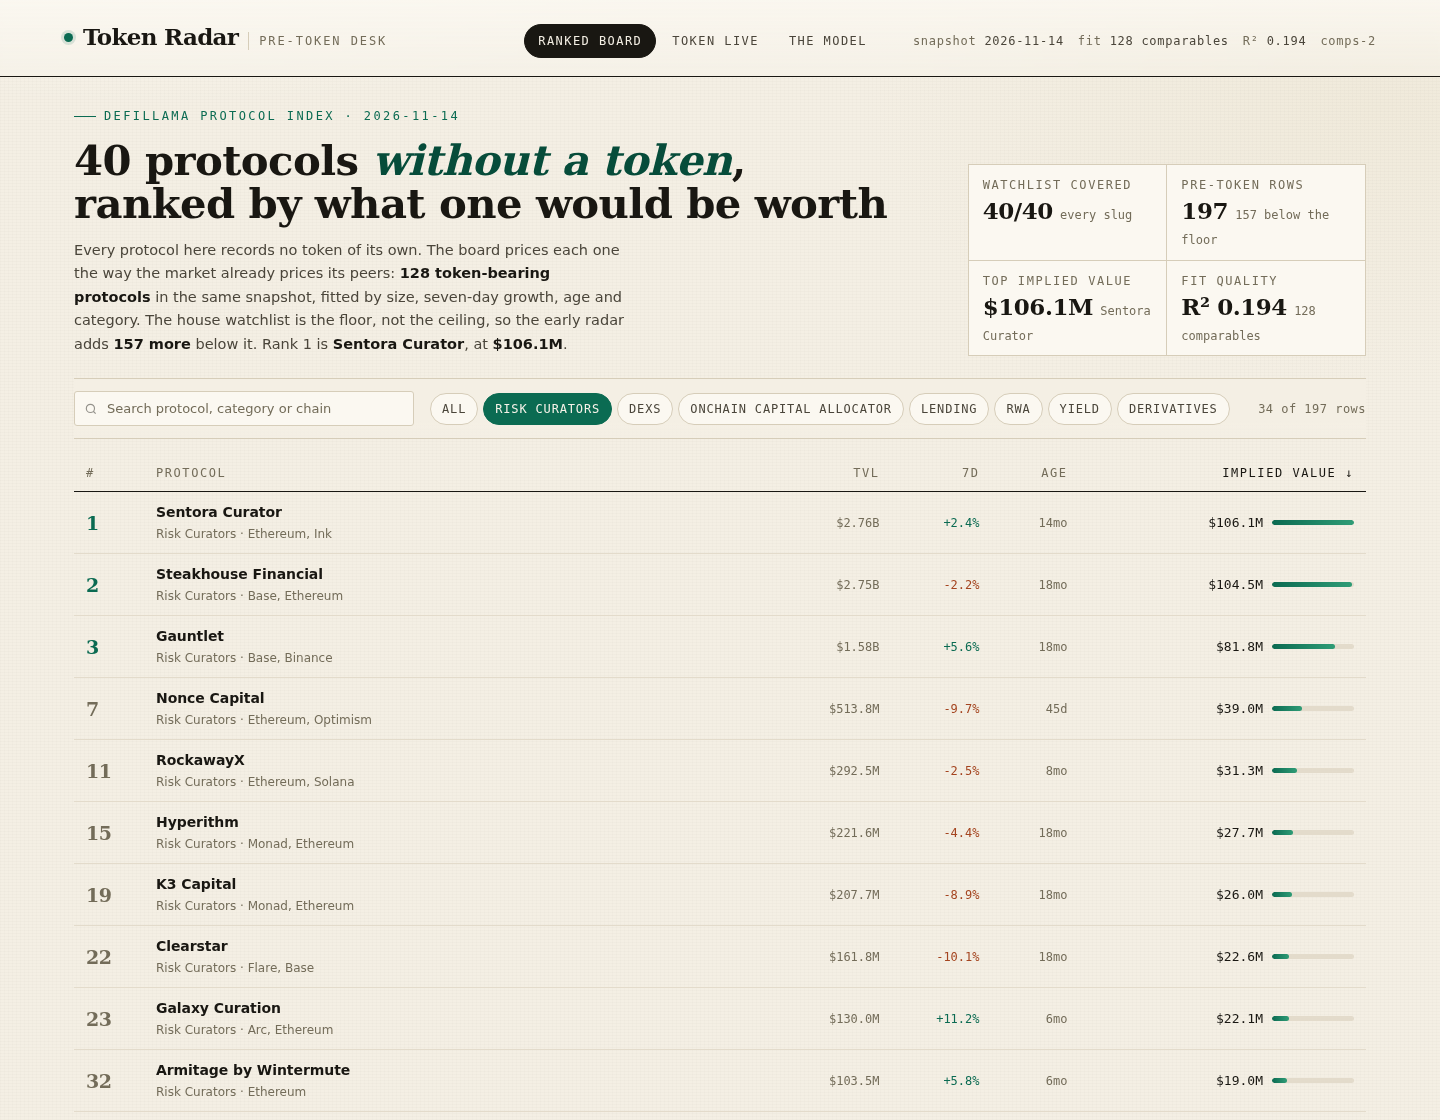 Token Radar
PRE-TOKEN DESK
RANKED BOARD
TOKEN LIVE
THE MODEL
snapshot 2026-11-14 fit 128 comparables R² 0.194 comps-2
DEFILLAMA PROTOCOL INDEX · 2026-11-14
40 protocols without a token,
ranked by what one would be worth
Every protocol here records no token of its own. The board prices each one
the way the market already prices its peers: 128 token-bearing
protocols in the same snapshot, fitted by size, seven-day growth, age and
category. The house watchlist is the floor, not the ceiling, so the early radar
adds 157 more below it. Rank 1 is Sentora Curator, at $106.1M.
WATCHLIST COVERED
40/40 every slug
PRE-TOKEN ROWS
197 157 below the
floor
TOP IMPLIED VALUE
$106.1M Sentora
Curator
FIT QUALITY
R² 0.194 128
comparables
Search protocol, category or chain
ALL
RISK CURATORS
DEXS
ONCHAIN CAPITAL ALLOCATOR
LENDING
RWA
YIELD
DERIVATIVES
34 of 197 rows
# PROTOCOL TVL 7D AGE IMPLIED VALUE ↓
1 Sentora Curator $2.76B +2.4% 14mo $106.1M
Risk Curators · Ethereum, Ink
2 Steakhouse Financial $2.75B -2.2% 18mo $104.5M
Risk Curators · Base, Ethereum
3 Gauntlet $1.58B +5.6% 18mo $81.8M
Risk Curators · Base, Binance
7 Nonce Capital $513.8M -9.7% 45d $39.0M
Risk Curators · Ethereum, Optimism
11 RockawayX $292.5M -2.5% 8mo $31.3M
Risk Curators · Ethereum, Solana
15 Hyperithm $221.6M -4.4% 18mo $27.7M
Risk Curators · Monad, Ethereum
19 K3 Capital $207.7M -8.9% 18mo $26.0M
Risk Curators · Monad, Ethereum
22 Clearstar $161.8M -10.1% 18mo $22.6M
Risk Curators · Flare, Base
23 Galaxy Curation $130.0M +11.2% 6mo $22.1M
Risk Curators · Arc, Ethereum
32 Armitage by Wintermute $103.5M +5.8% 6mo $19.0M
Risk Curators · Ethereum